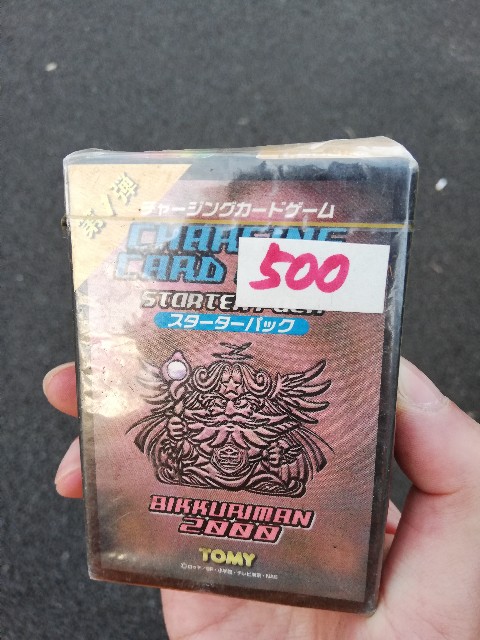 第1弾
チャージングカードゲーム
CHARGING
CARD
500
STARTER PACK
スターターパック
BIKKURIMAN
2000
TOMY